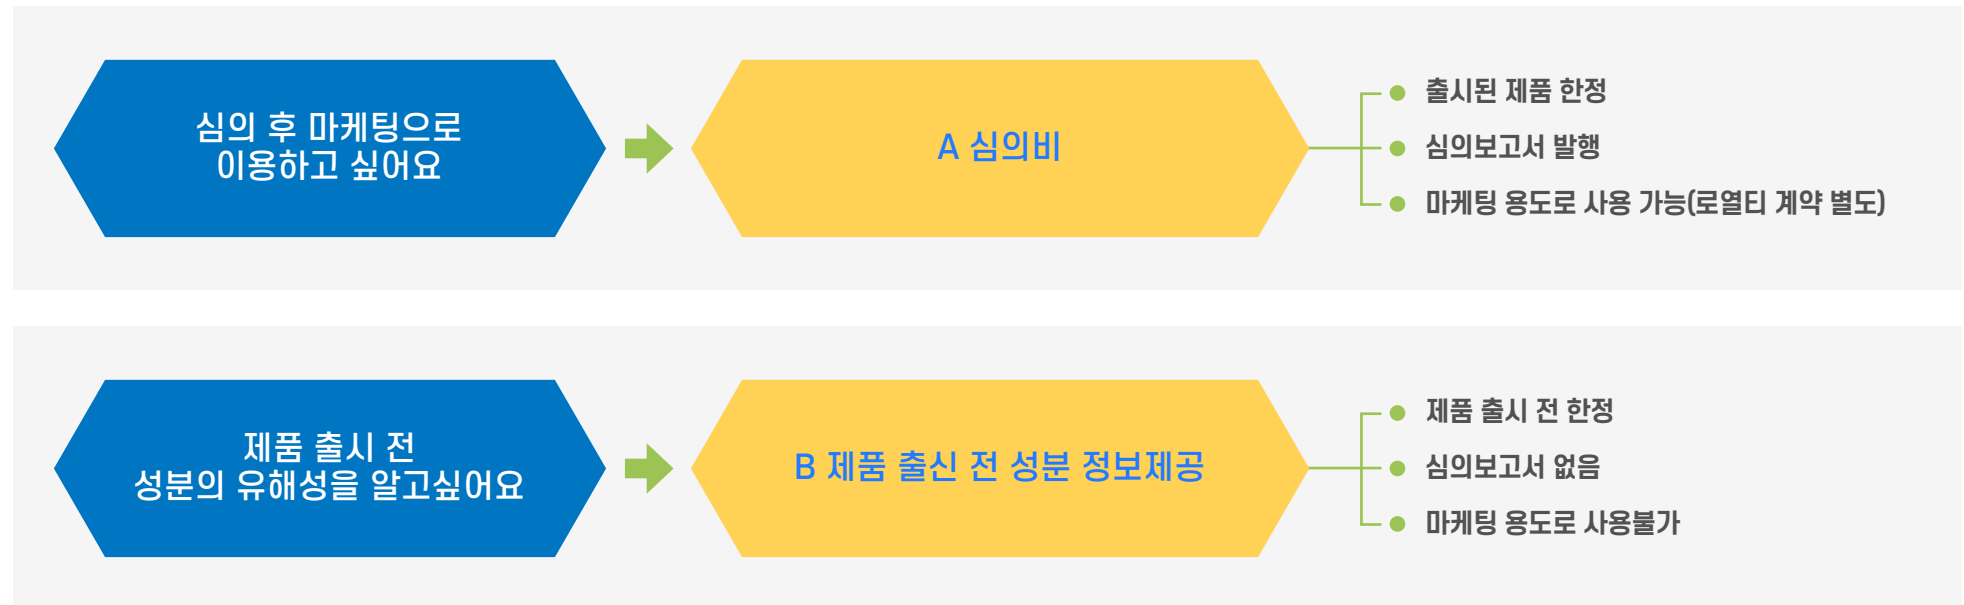 심의 후 마케팅으로
이용하고 싶어요
A 심의비
출시된 제품 한정
심의보고서 발행
마케팅 용도로 사용 가능(로열티 계약 별도)
제품 출시 전
성분의 유해성을 알고싶어요
B 제품 출신 전 성분 정보제공
제품 출시 전 한정
심의보고서 없음
마케팅 용도로 사용불가